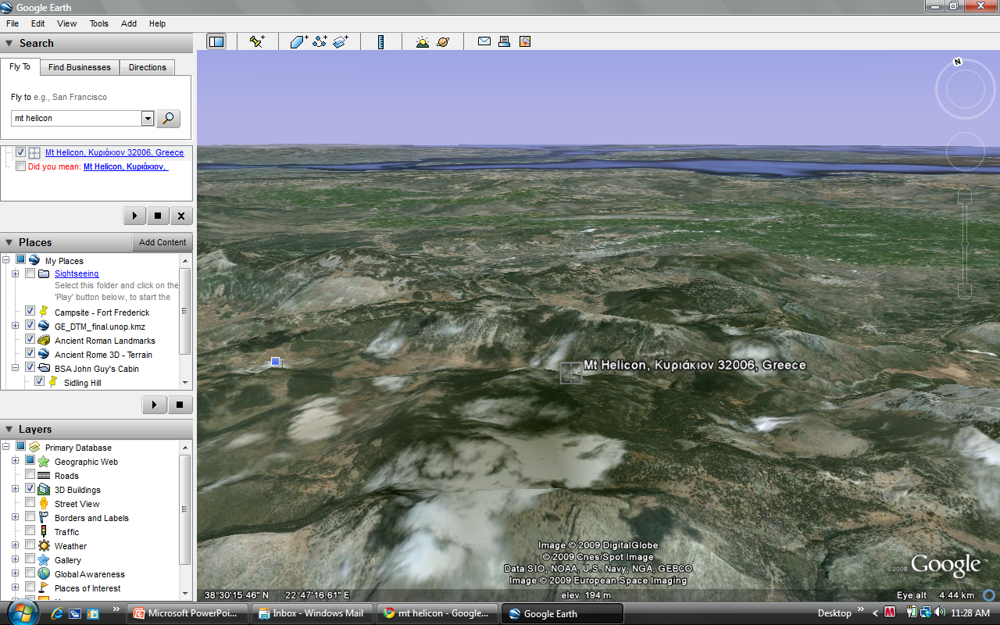 Google Earth
File Edit View Tools Add Help
Search
Fly To Find Businesses Directions
Fly to e.g., San Francisco
mt helicon
Mt Helicon, Κυριάκιον 32006, Greece
Did you mean: Mt Helicon, Κυριάκιον,
Places Add Content
My Places
Sightseeing
Select this folder and click on the
'Play' button below, to start the
Campsite - Fort Frederick
GE_DTM_final.unop.kmz
Ancient Roman Landmarks
Ancient Rome 3D - Terrain
BSA John Guy's Cabin
Sidling Hill
Layers
Primary Database
Geographic Web
Roads
3D Buildings
Street View
Borders and Labels
Traffic
Weather
Gallery
Global Awareness
Places of Interest
N
Mt Helicon, Κυριάκιον 32006, Greece
Image © 2009 DigitalGlobe
© 2009 Cnes/Spot Image
Data SIO, NOAA, U.S. Navy, NGA, GEBCO
Image © 2009 European Space Imaging
©2008 Google™
38°30'15.46" N 22°47'16.61" E elev 194 m Eye alt 4.44 km
Microsoft PowerPoi... Inbox - Windows Mail mt helicon - Google... Google Earth Desktop 11:28 AM